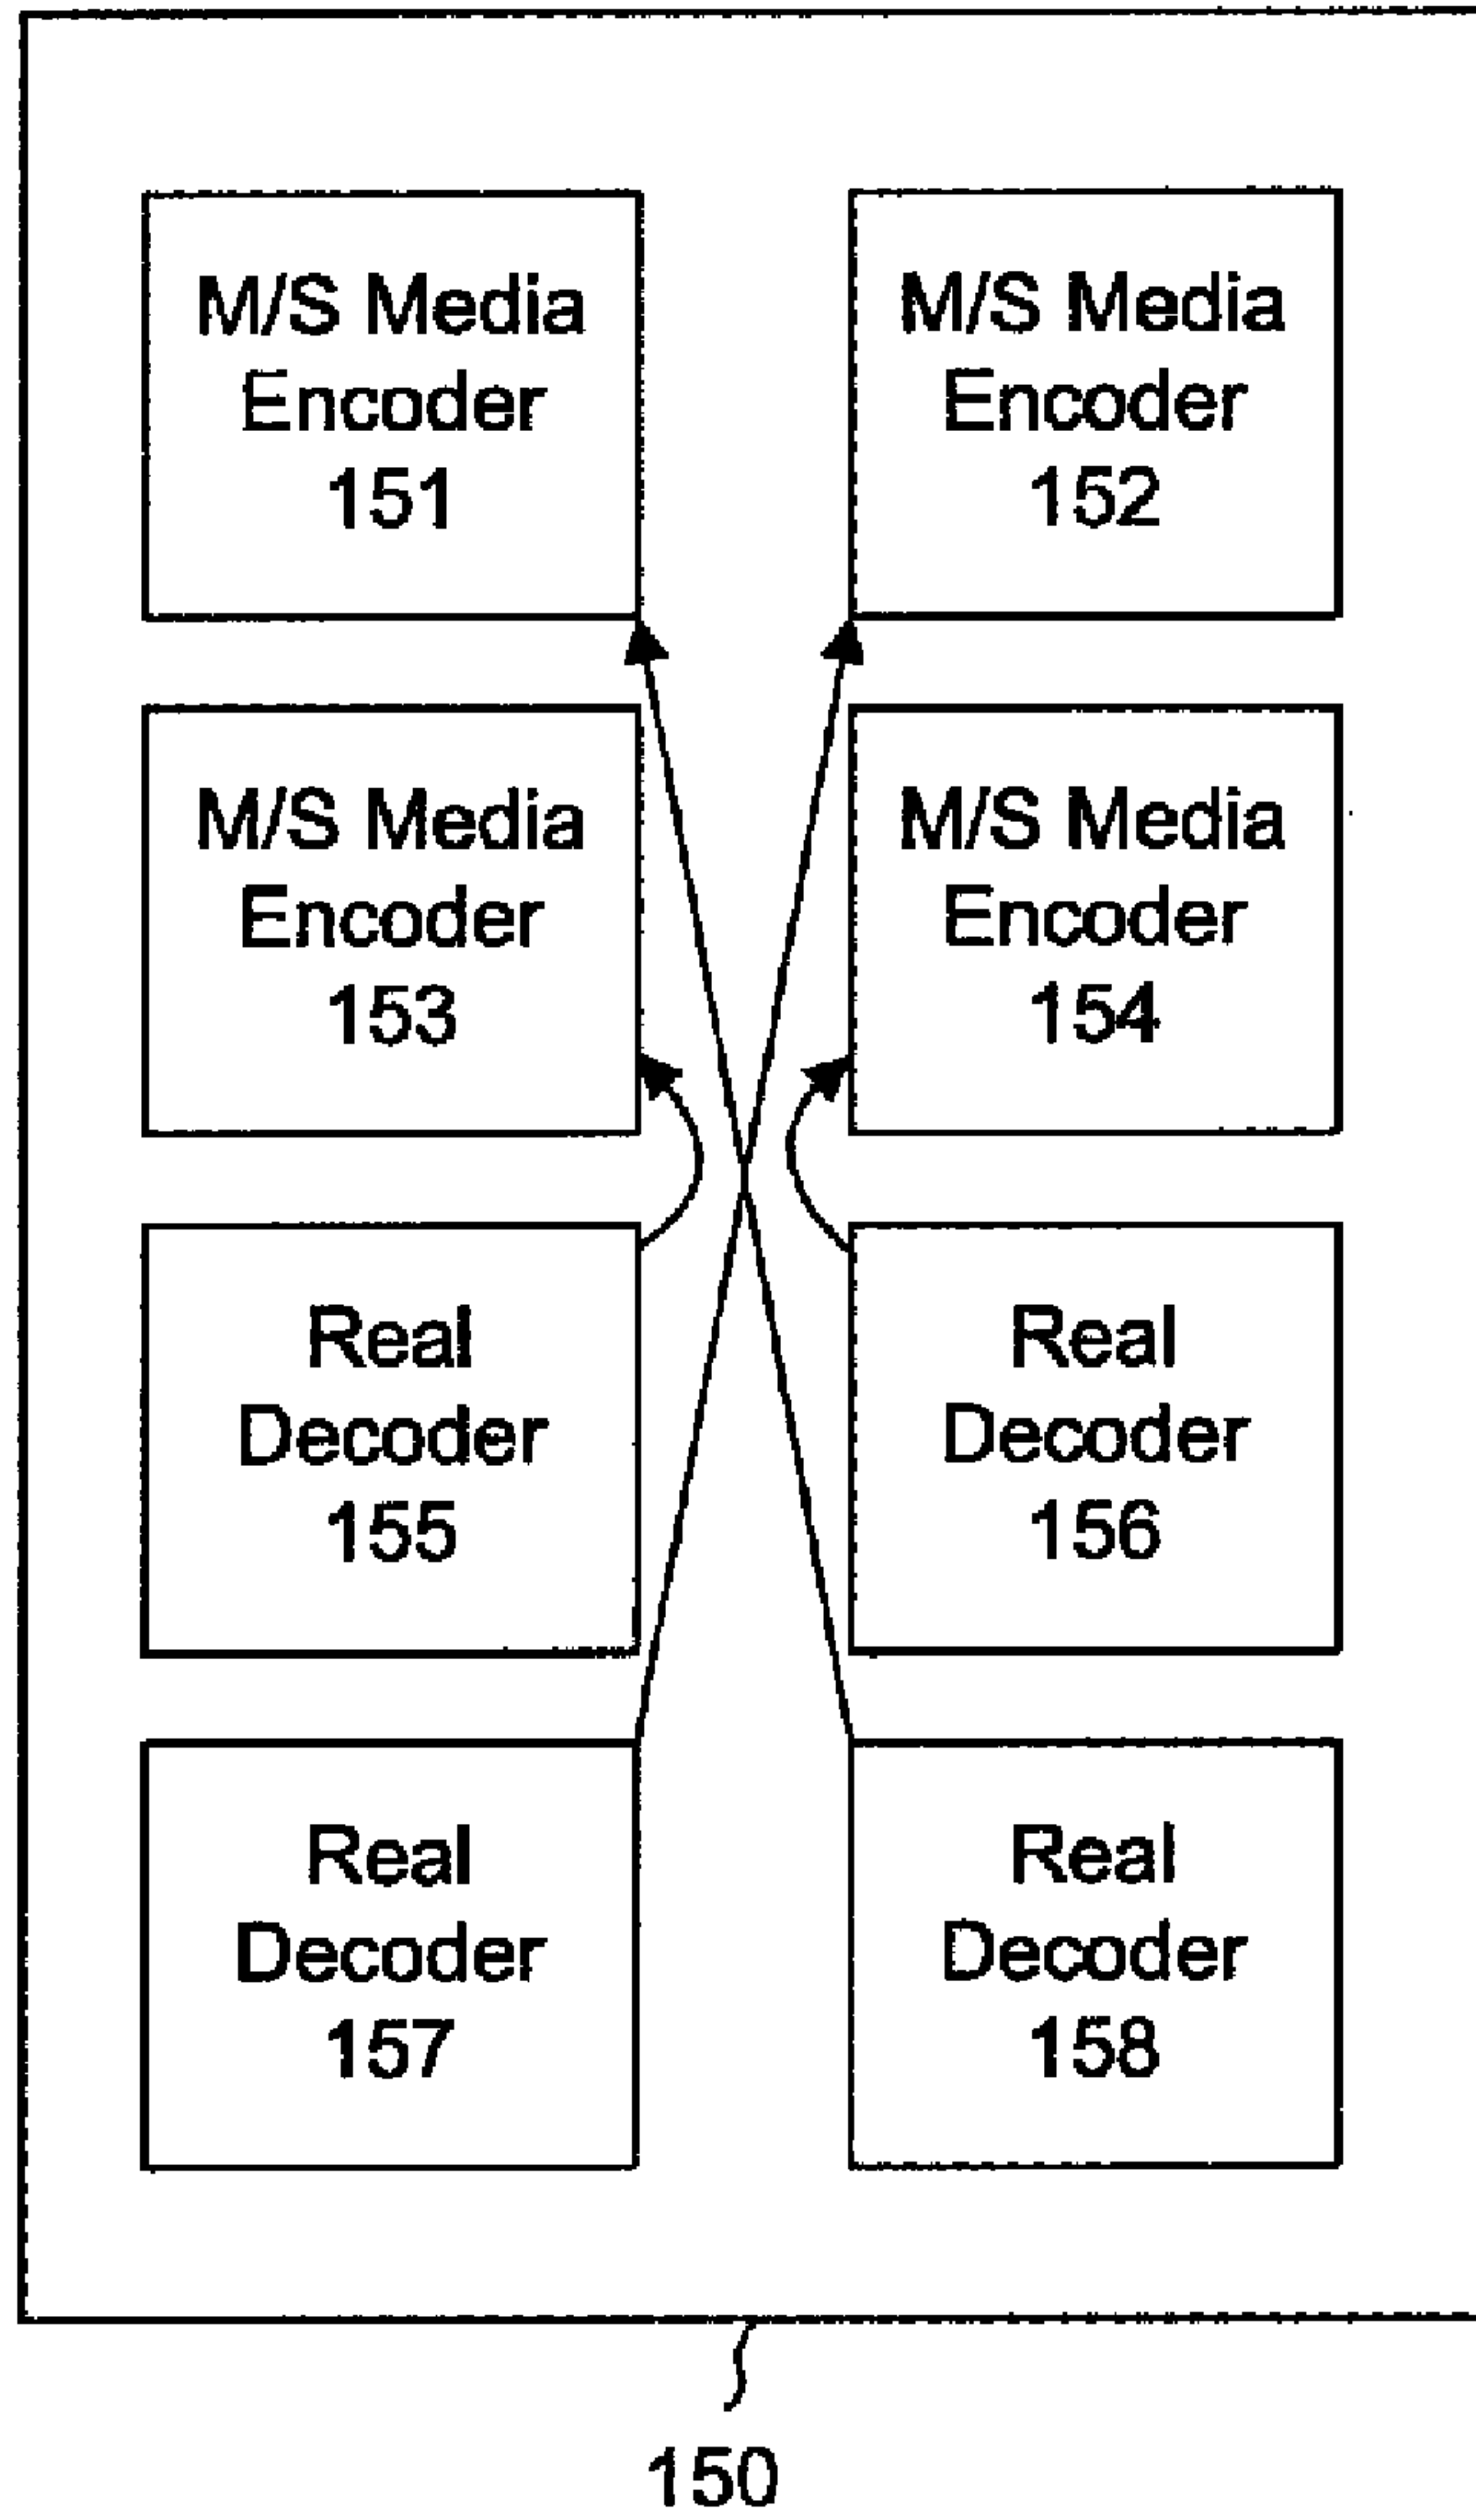 M/S Media
Encoder
151
M/S Media
Encoder
152
M/S Media
Encoder
153
M/S Media
Encoder
154
Real
Decoder
155
Real
Decoder
156
Real
Decoder
157
Real
Decoder
158
150